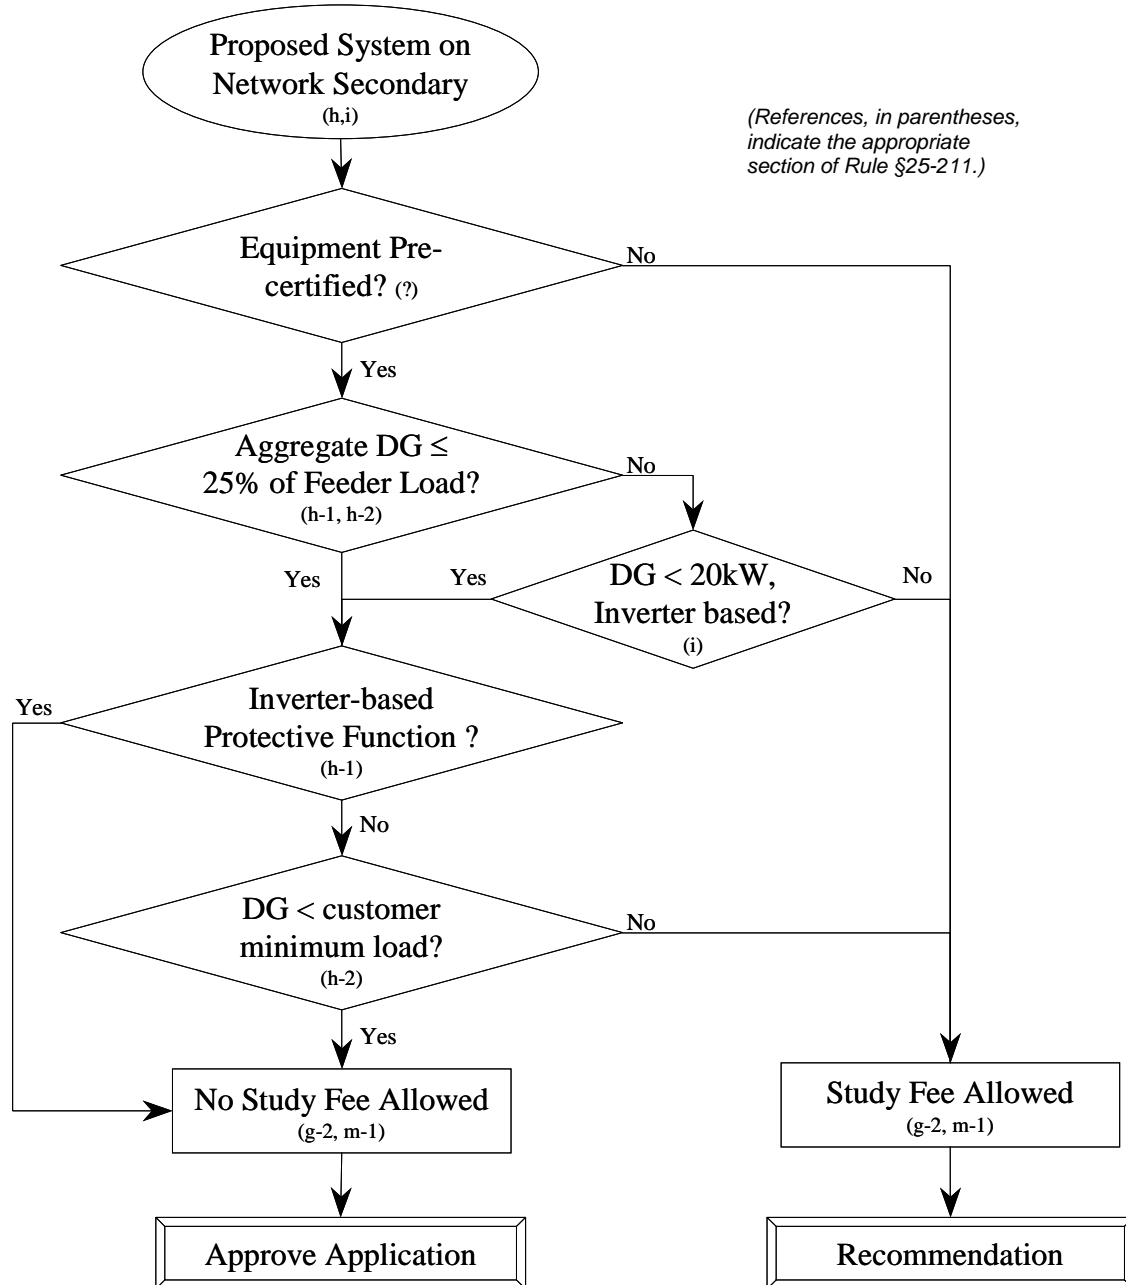 Proposed System on
Network Secondary
(h,i)
(References, in parentheses,
indicate the appropriate
section of Rule §25-211.)
Equipment Pre-
certified? (?)
No
Yes
Aggregate DG ≤
25% of Feeder Load?
(h-1, h-2)
No
Yes
Yes
DG < 20kW,
Inverter based?
(i)
No
Yes
Inverter-based
Protective Function ?
(h-1)
No
DG < customer
minimum load?
(h-2)
No
Yes
No Study Fee Allowed
(g-2, m-1)
Study Fee Allowed
(g-2, m-1)
Approve Application
Recommendation